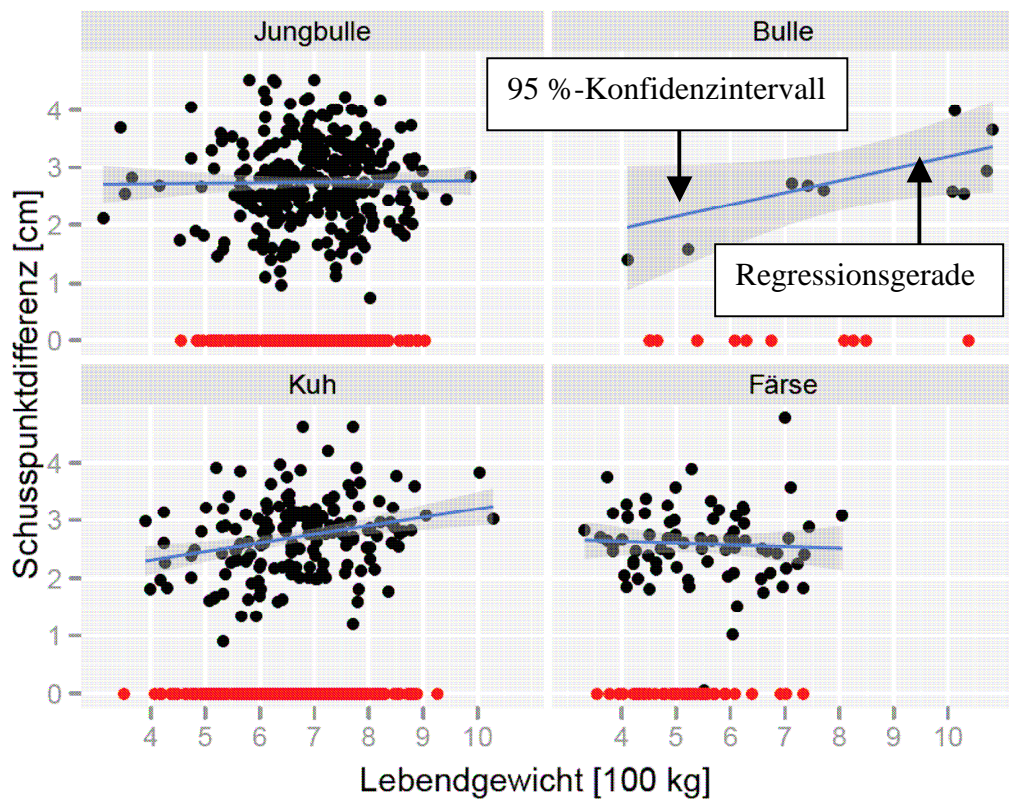 Jungbulle
Bulle
95 %-Konfidenzintervall
Regressionsgerade
4
3
2
1
0
Kuh
Färse
4
3
2
1
0
4 5 6 7 8 9 10
4 5 6 7 8 9 10
Schusspunktdifferenz [cm]
Lebendgewicht [100 kg]